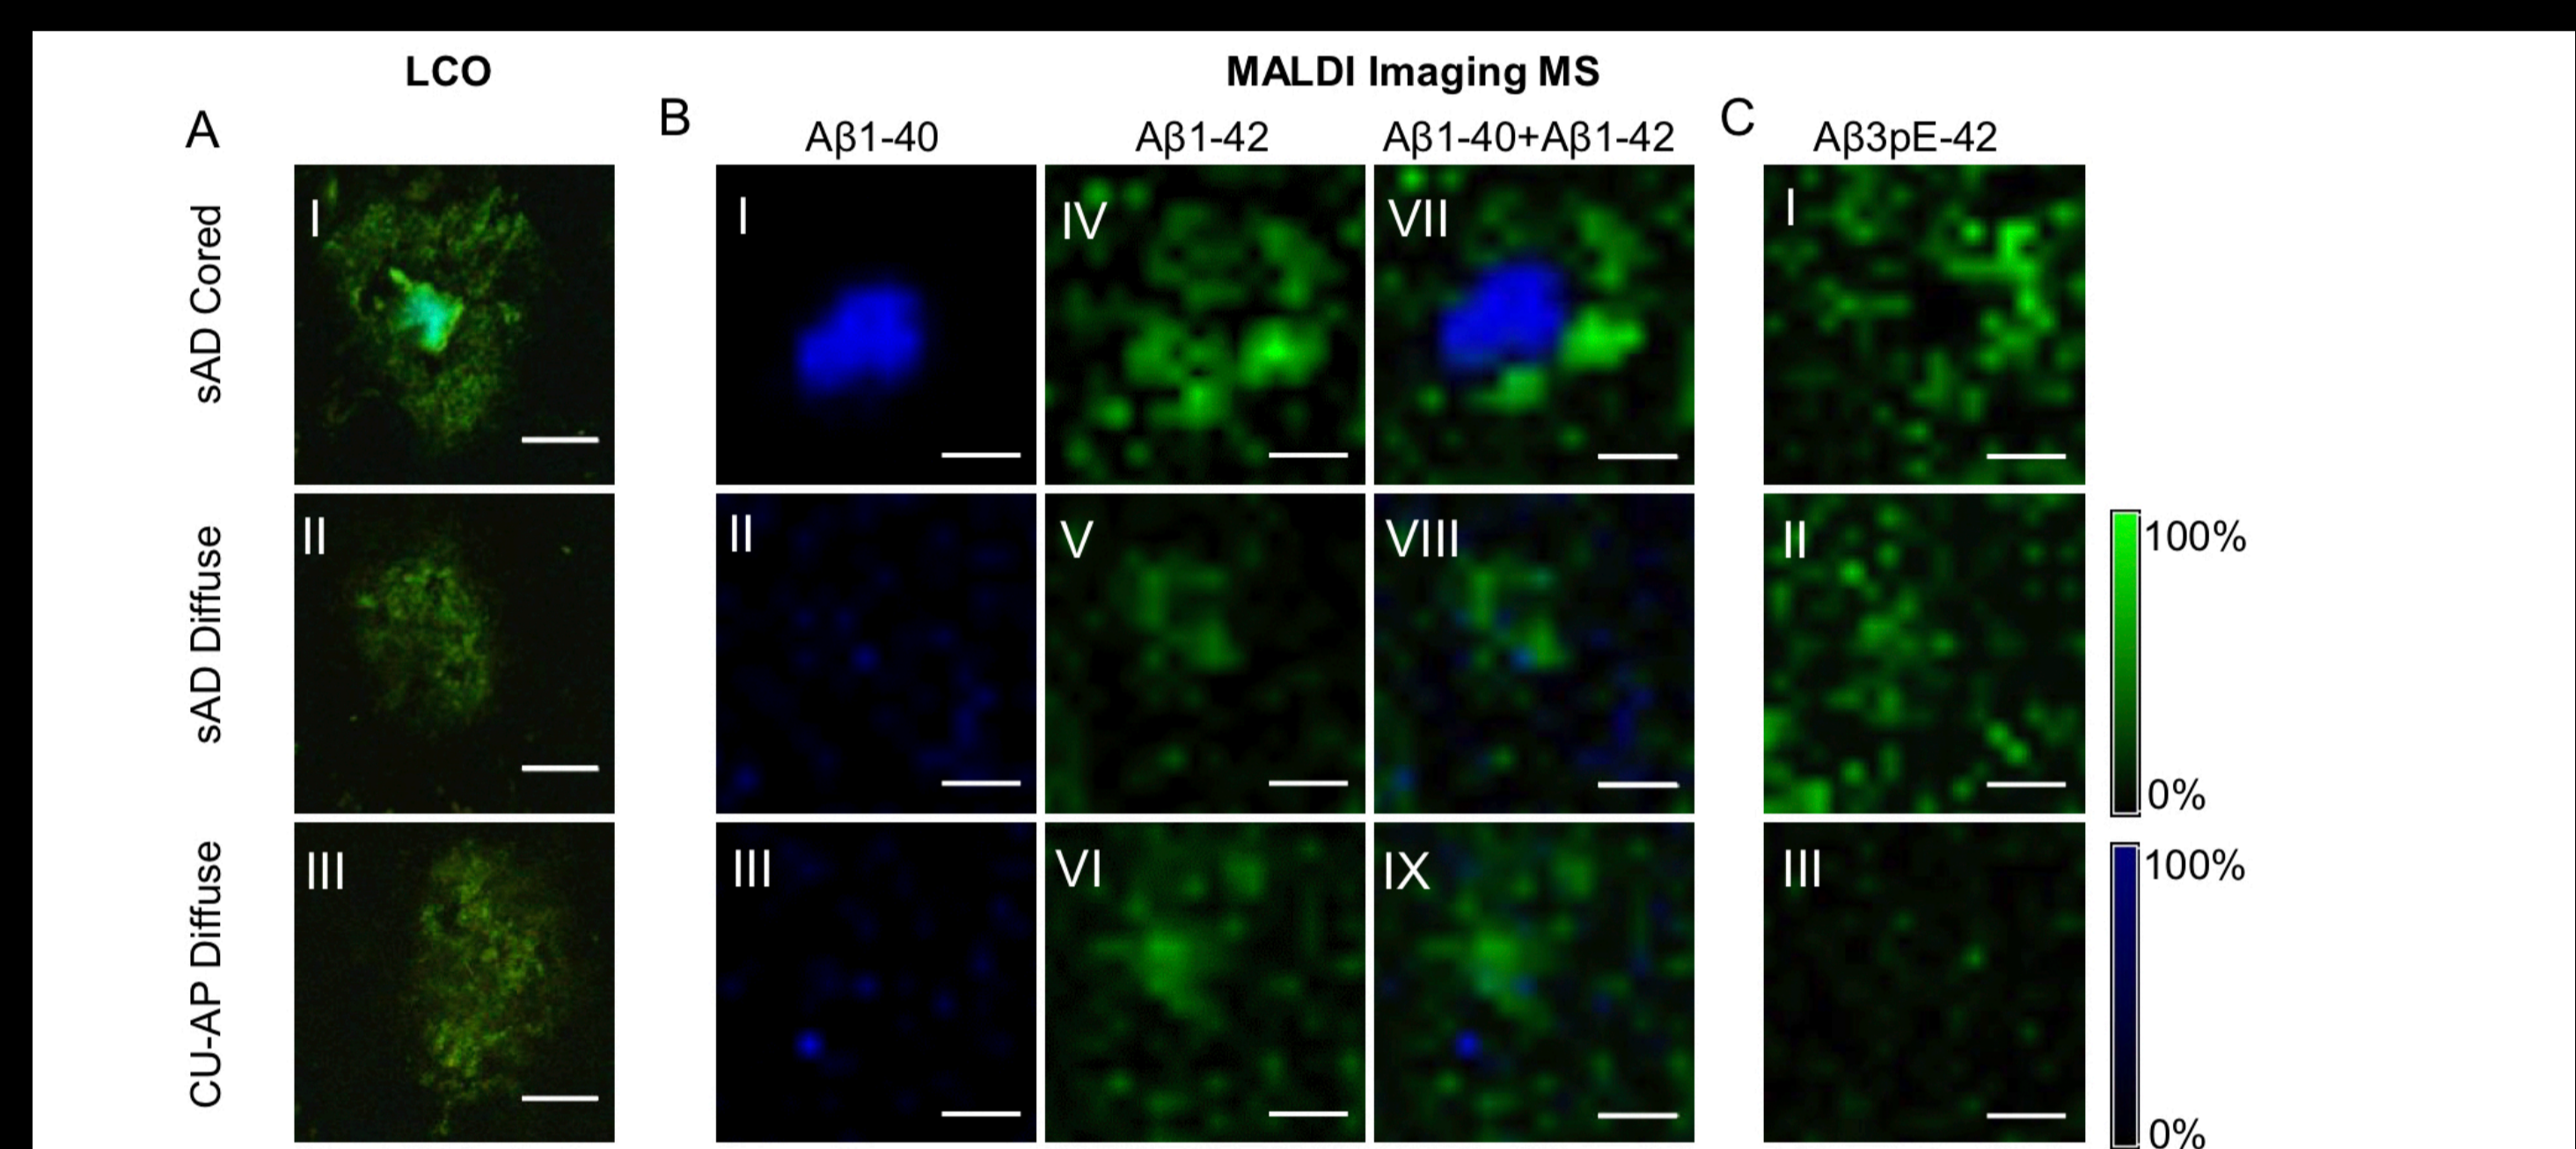 LCO
MALDI Imaging MS
A
B
Aβ1-40
Aβ1-42
Aβ1-40+Aβ1-42
C
Aβ3pE-42
sAD Cored
I
I
IV
VII
I
sAD Diffuse
II
II
V
VIII
II
100%
0%
CU-AP Diffuse
III
III
VI
IX
III
100%
0%